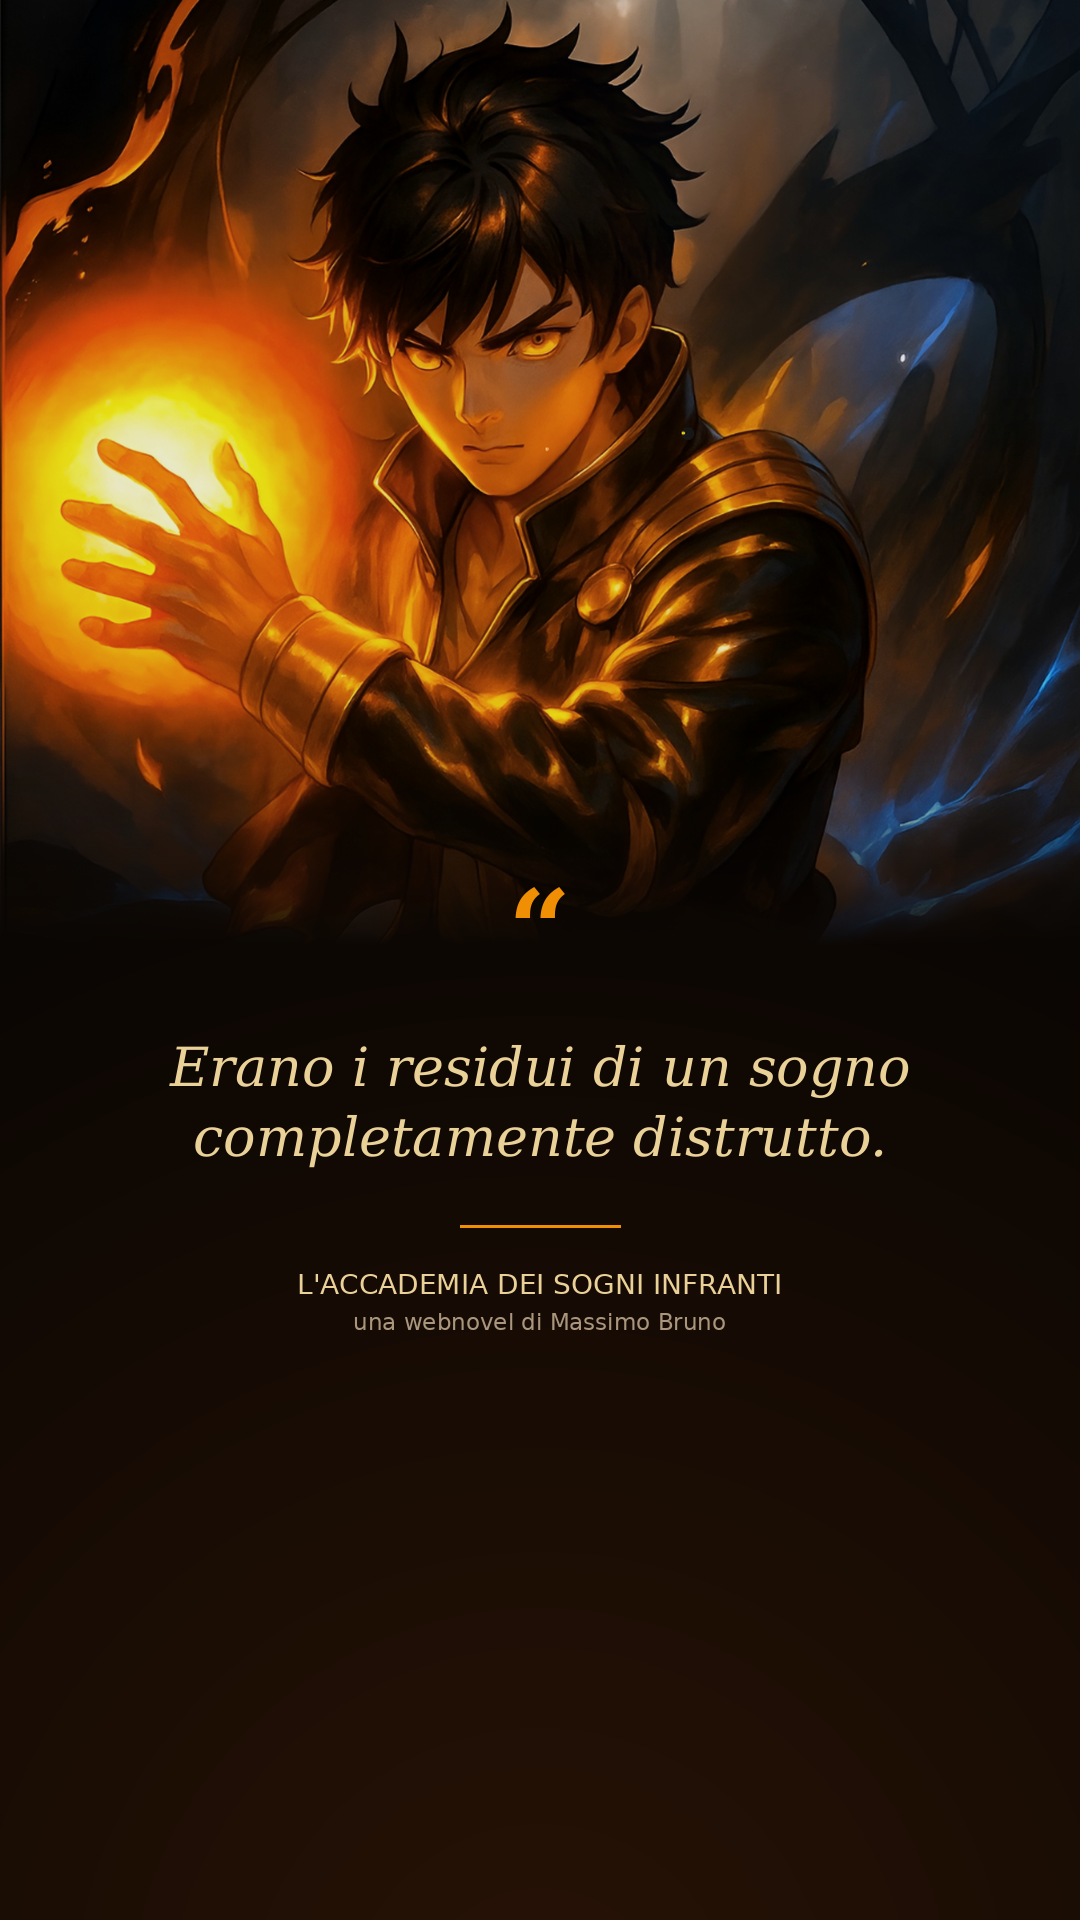 “
Erano i residui di un sogno
completamente distrutto.
L'ACCADEMIA DEI SOGNI INFRANTI
una webnovel di Massimo Bruno